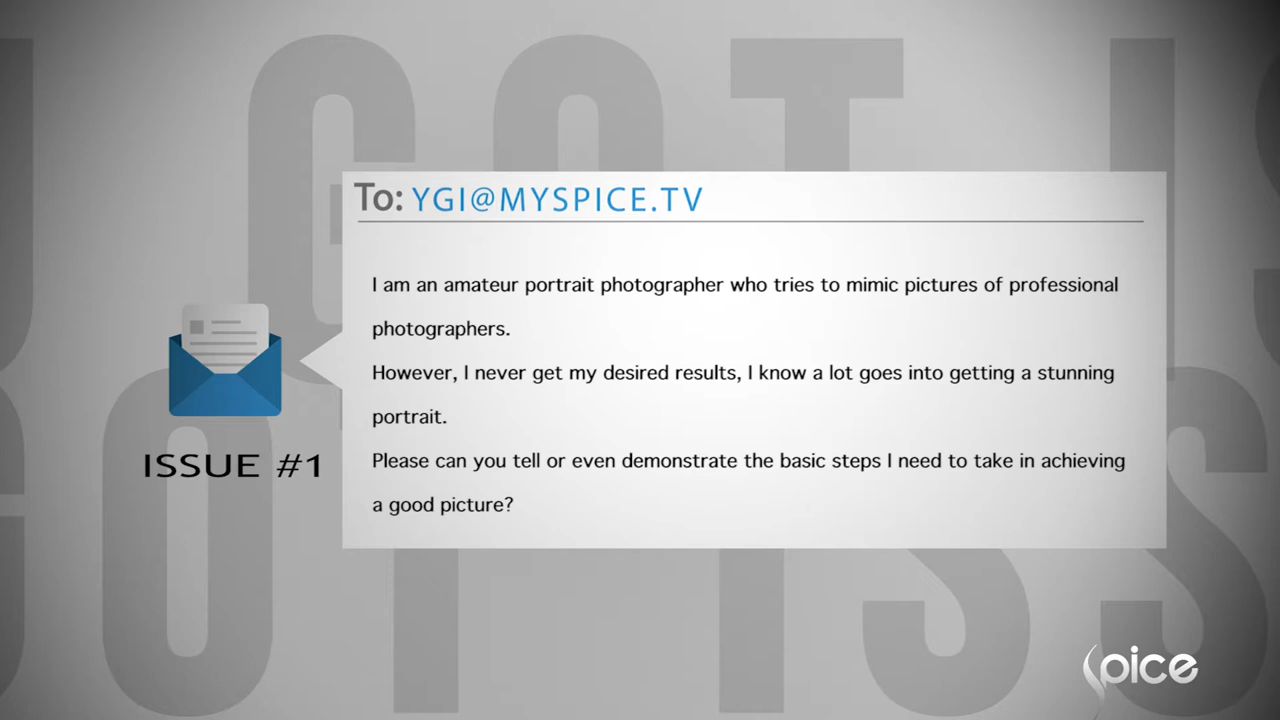 To: YGI@MYSPICE.TV
I am an amateur portrait photographer who tries to mimic pictures of professional
photographers.
However, I never get my desired results, I know a lot goes into getting a stunning
portrait.
Please can you tell or even demonstrate the basic steps I need to take in achieving
a good picture?
ISSUE #1
Spice